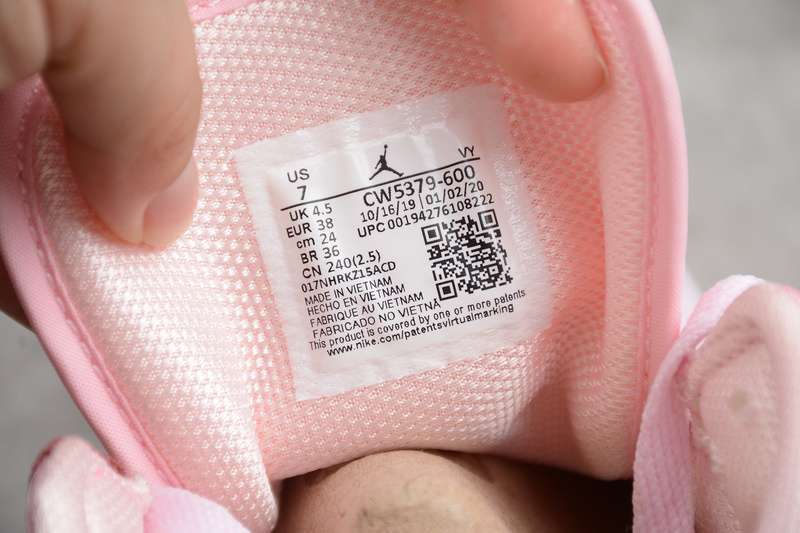 US
7
VY
UK 4.5
EUR 38
cm 24
BR 36
CN 240(2.5)
CW5379-600
10/16/19 01/02/20
UPC 00194276108222
017NHRKZ15ACD
MADE IN VIETNAM
HECHO EN VIETNAM
FABRIQUE AU VIETNAM
FABRICADO NO VIETNA
This product is covered by one or more patents
www.nike.com/patentsvirtualmarking